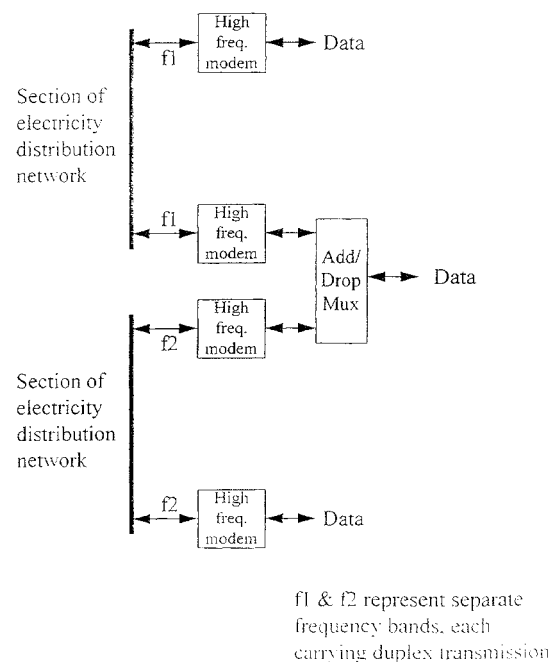 High
freq.
modem
Data
f1
Section of
electricity
distribution
network
f1
High
freq.
modem
Add/
Drop
Mux
Data
High
freq.
modem
f2
Section of
electricity
distribution
network
High
freq.
modem
f2
Data
f1 & f2 represent separate
frequency bands, each
carrying duplex transmission